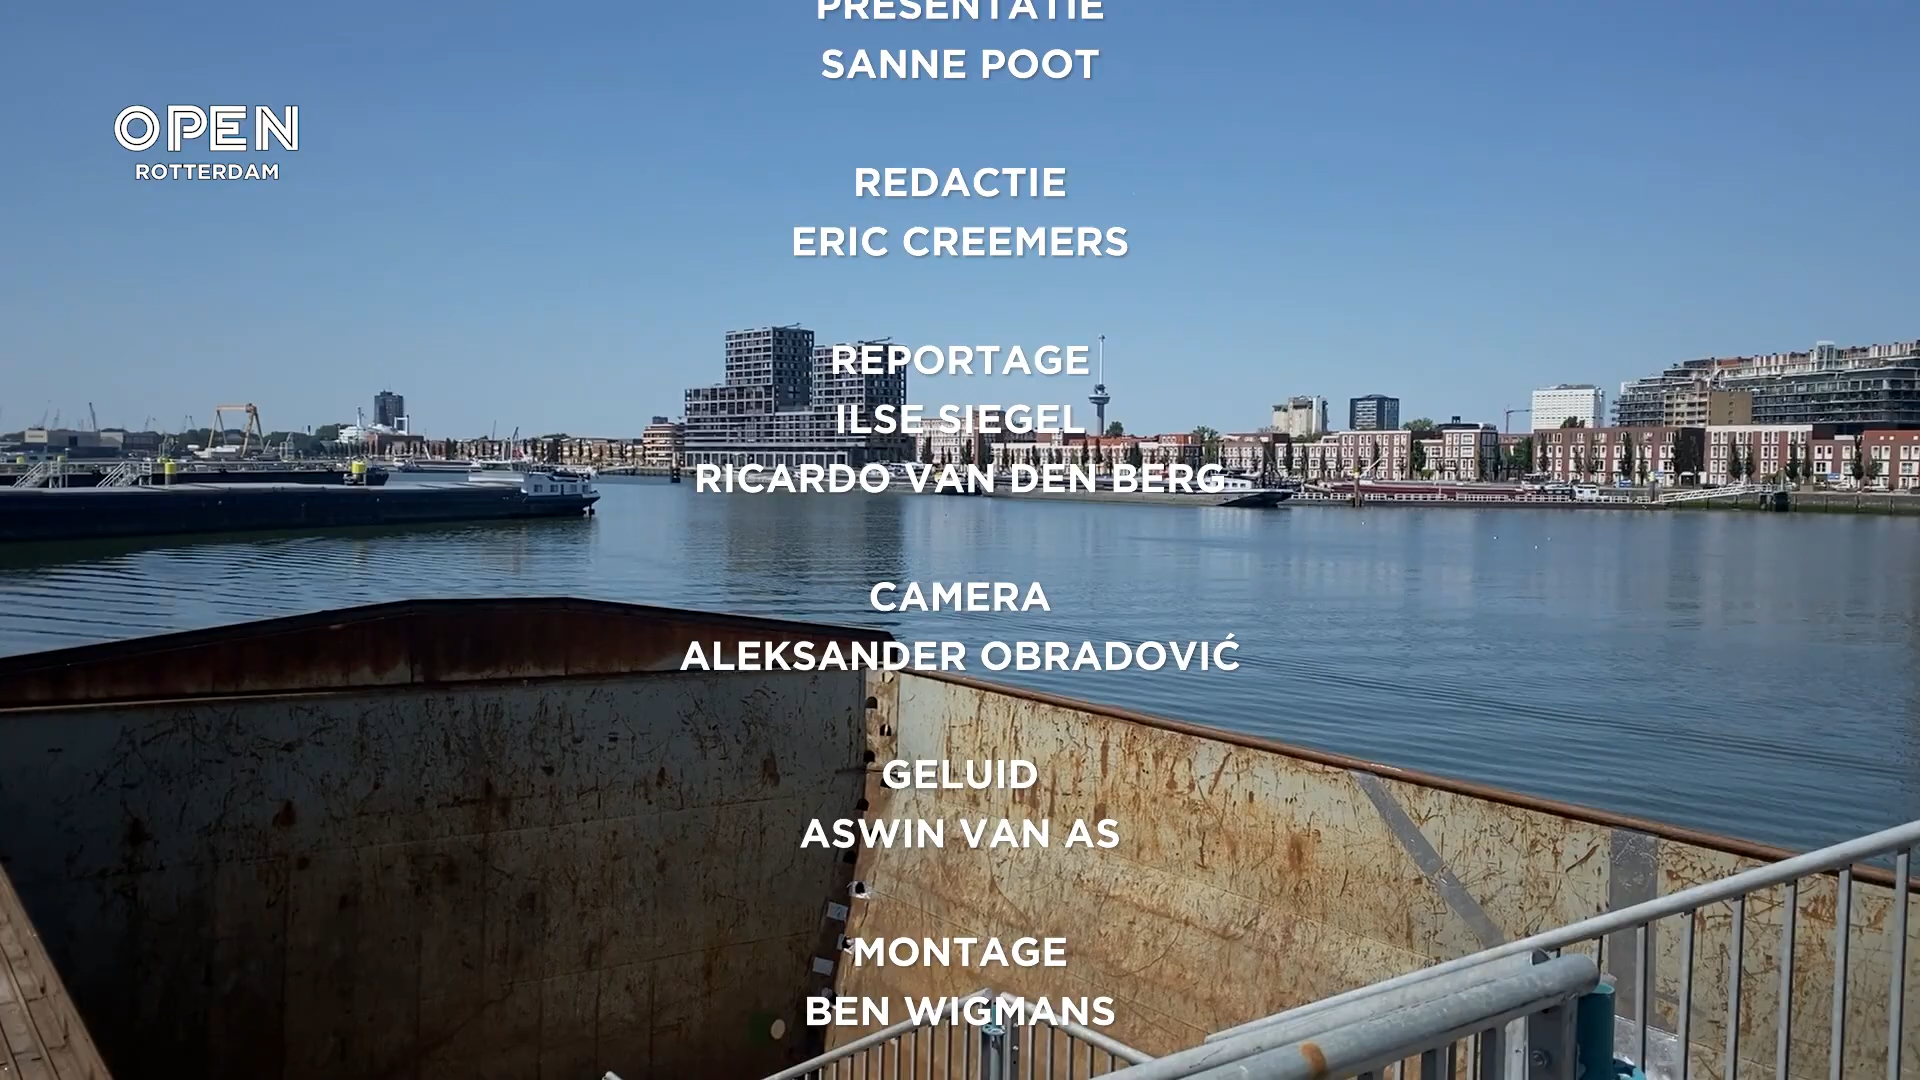 PRESENTATIE
SANNE POOT
OPEN
ROTTERDAM
REDACTIE
ERIC CREEMERS
REPORTAGE
ILSE SIEGEL
RICARDO VAN DEN BERG
CAMERA
ALEKSANDER OBRADOVIĆ
GELUID
ASWIN VAN AS
MONTAGE
BEN WIGMANS